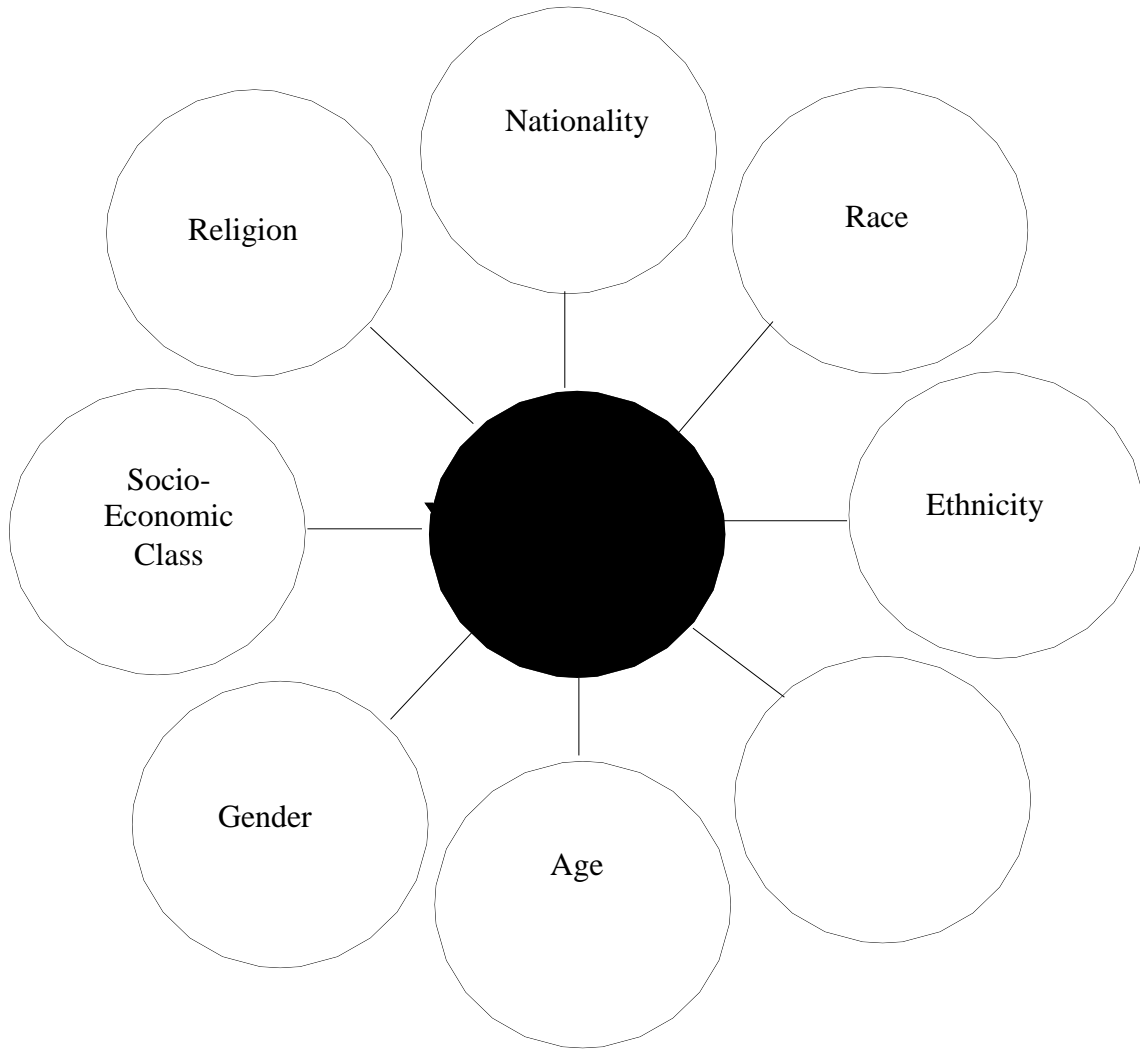 Nationality
Religion
Race
Socio-
Economic
Class
Ethnicity
Gender
Age